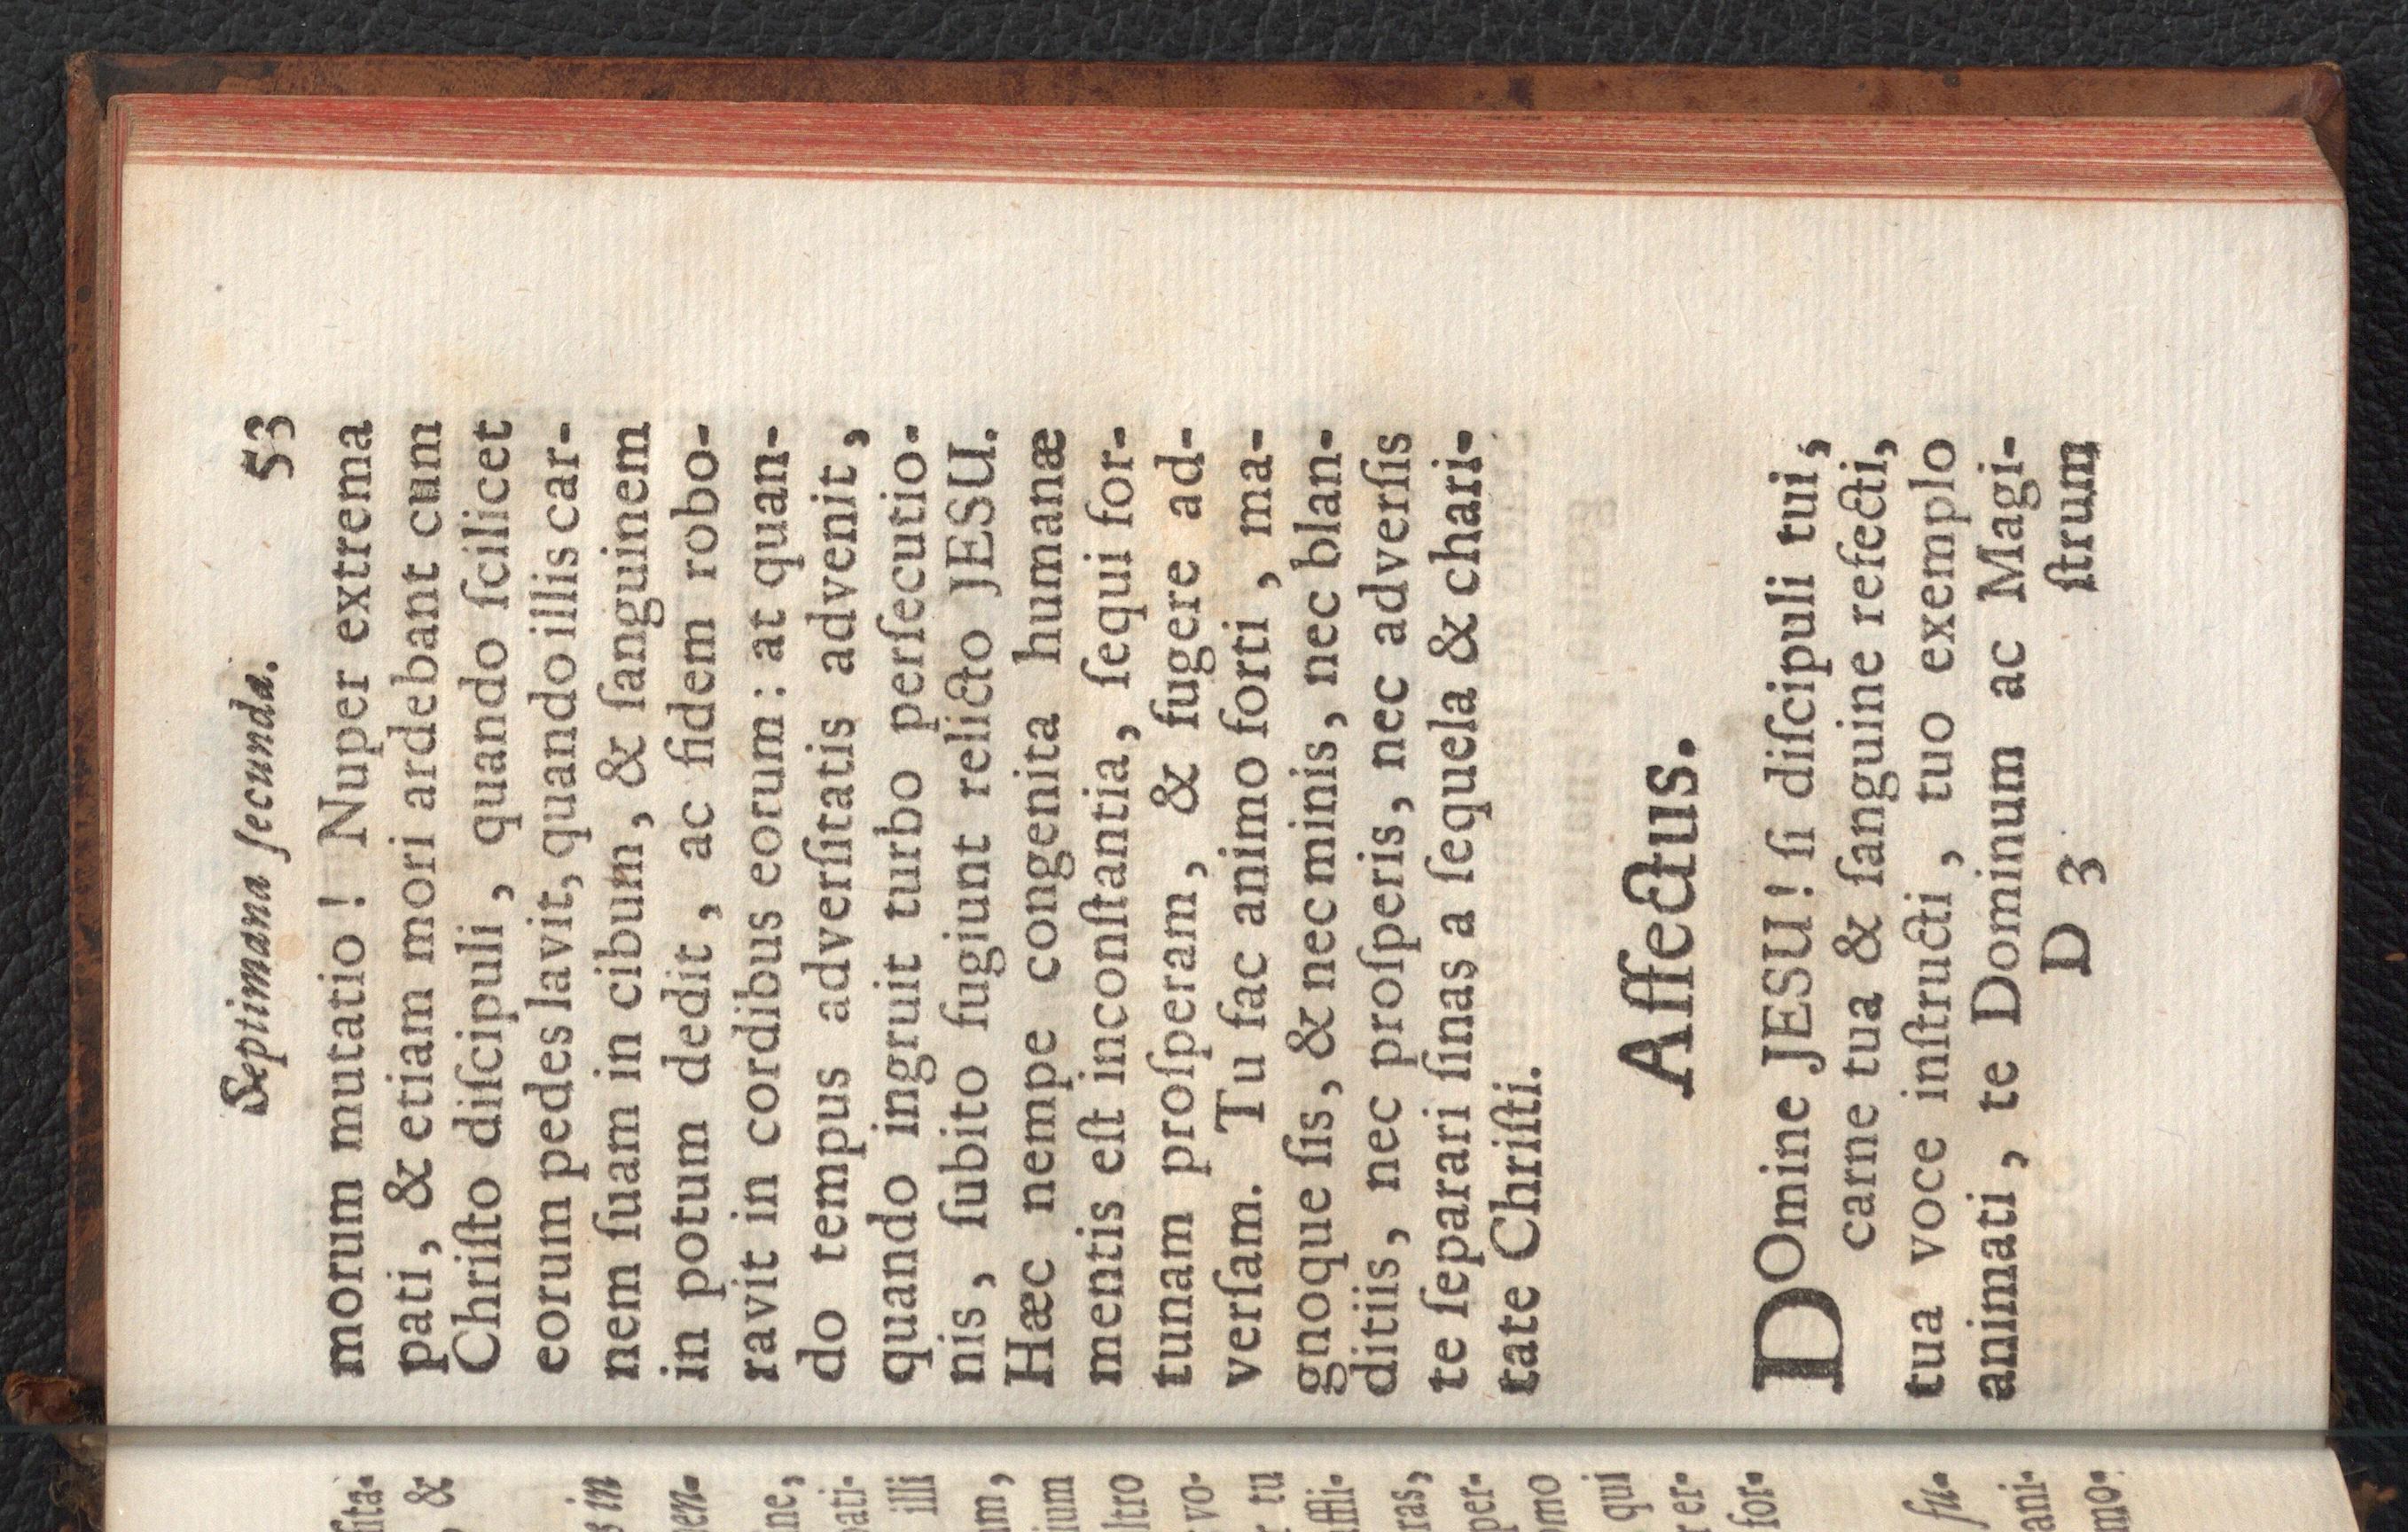 Septimana ſecunda. 53
morum mutatio! Nuper extrema
pati, & etiam mori ardebant cum
Chriſto diſcipuli, quando ſcilicet
eorum pedes lavit, quando illis car-
nem ſuam in cibum, & ſanguinem
in potum dedit, ac fidem robo-
ravit in cordibus eorum: at quan-
do tempus adverſitatis advenit,
quando ingruit turbo perſecutio-
nis, ſubito fugiunt relicto JESU.
Hæc nempe congenita humanæ
mentis eſt inconſtantia, ſequi for-
tunam proſperam, & fugere ad-
verſam. Tu fac animo forti, ma-
gnoque ſis, & nec minis, nec blan-
ditiis, nec proſperis, nec adverſis
te ſeparari ſinas a ſequela & chari-
tate Chriſti.
Affectus.
DOmine JESU! ſi diſcipuli tui,
carne tua & ſanguine refecti,
tua voce inſtructi, tuo exemplo
animati, te Dominum ac Magi-
D 3 ſtrum